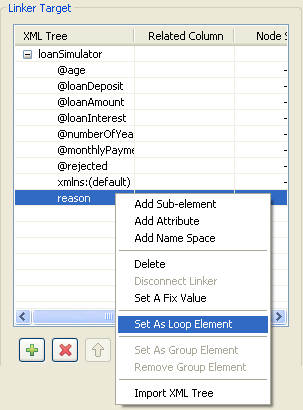 Linker Target
XML Tree Related Column Node S
loanSimulator
@age
@loanDeposit
@loanAmount
@loanInterest
@numberOfYea
@monthlyPayme
@rejected
xmlns:(default)
reason
Add Sub-element
Add Attribute
Add Name Space
Delete
Disconnect Linker
Set A Fix Value
Set As Loop Element
Set As Group Element
Remove Group Element
Import XML Tree